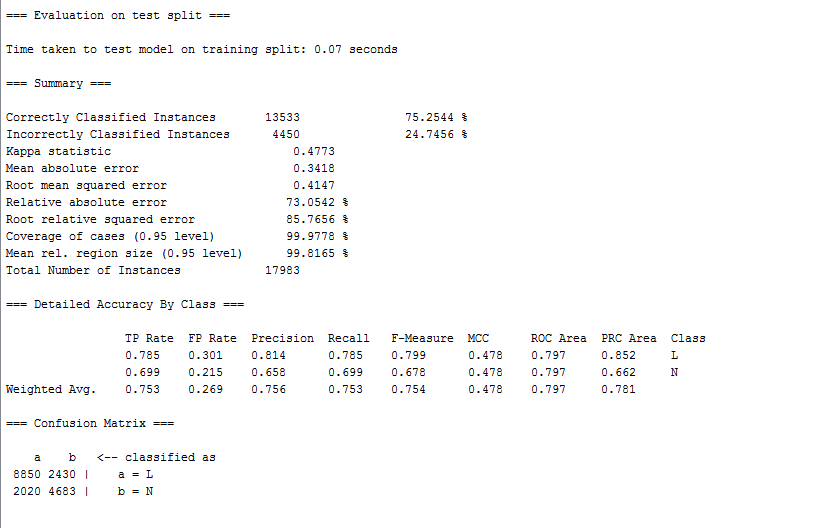 === Evaluation on test split ===
Time taken to test model on training split: 0.07 seconds
=== Summary ===
Correctly Classified Instances 13533 75.2544 %
Incorrectly Classified Instances 4450 24.7456 %
Kappa statistic 0.4773
Mean absolute error 0.3418
Root mean squared error 0.4147
Relative absolute error 73.0542 %
Root relative squared error 85.7656 %
Coverage of cases (0.95 level) 99.9778 %
Mean rel. region size (0.95 level) 99.8165 %
Total Number of Instances 17983
=== Detailed Accuracy By Class ===
TP Rate FP Rate Precision Recall F-Measure MCC ROC Area PRC Area Class
0.785 0.301 0.814 0.785 0.799 0.478 0.797 0.852 L
0.699 0.215 0.658 0.699 0.678 0.478 0.797 0.662 N
Weighted Avg. 0.753 0.269 0.756 0.753 0.754 0.478 0.797 0.781
=== Confusion Matrix ===
a b <-- classified as
8850 2430 | a = L
2020 4683 | b = N